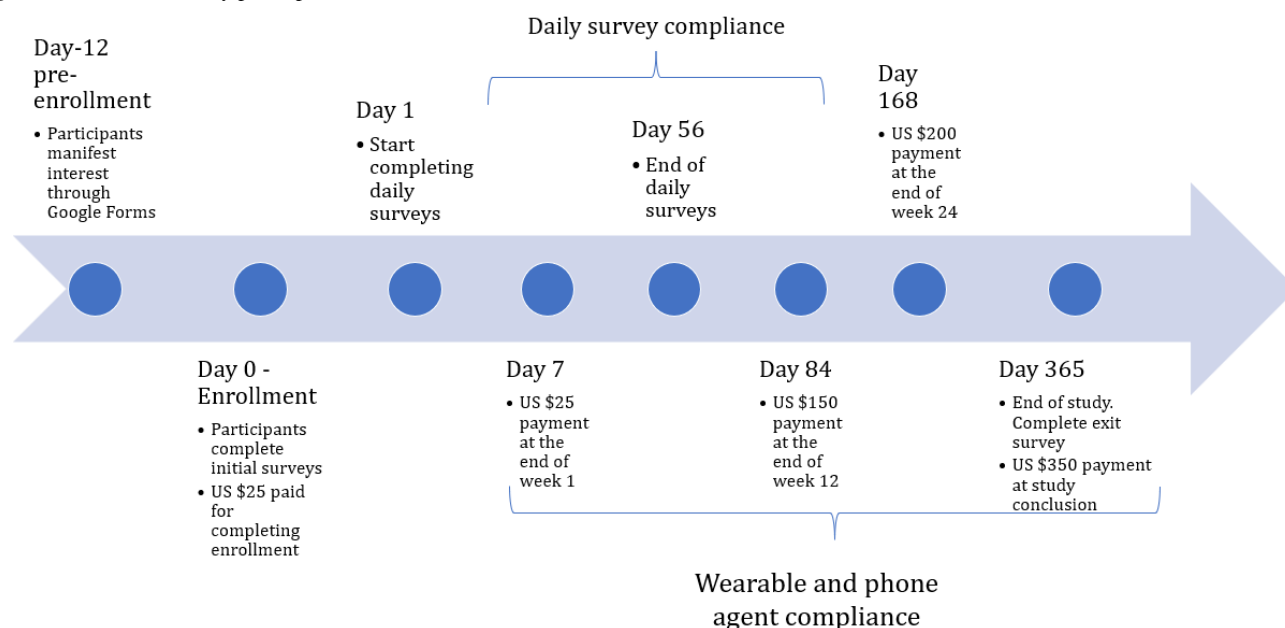 Daily survey compliance
Day-12
pre-
enrollment
• Participants
manifest
interest
through
Google Forms
Day 1
• Start
completing
daily
surveys
Day 56
• End of
daily
surveys
Day
168
• US $200
payment
at the
end of
week 24
Day 0 -
Enrollment
• Participants
complete
initial surveys
• US $25 paid
for
completing
enrollment
Day 7
• US $25
payment
at the
end of
week 1
Day 84
• US $150
payment
at the
end of
week 12
Day 365
• End of study.
Complete exit
survey
• US $350 payment
at study
conclusion
Wearable and phone
agent compliance